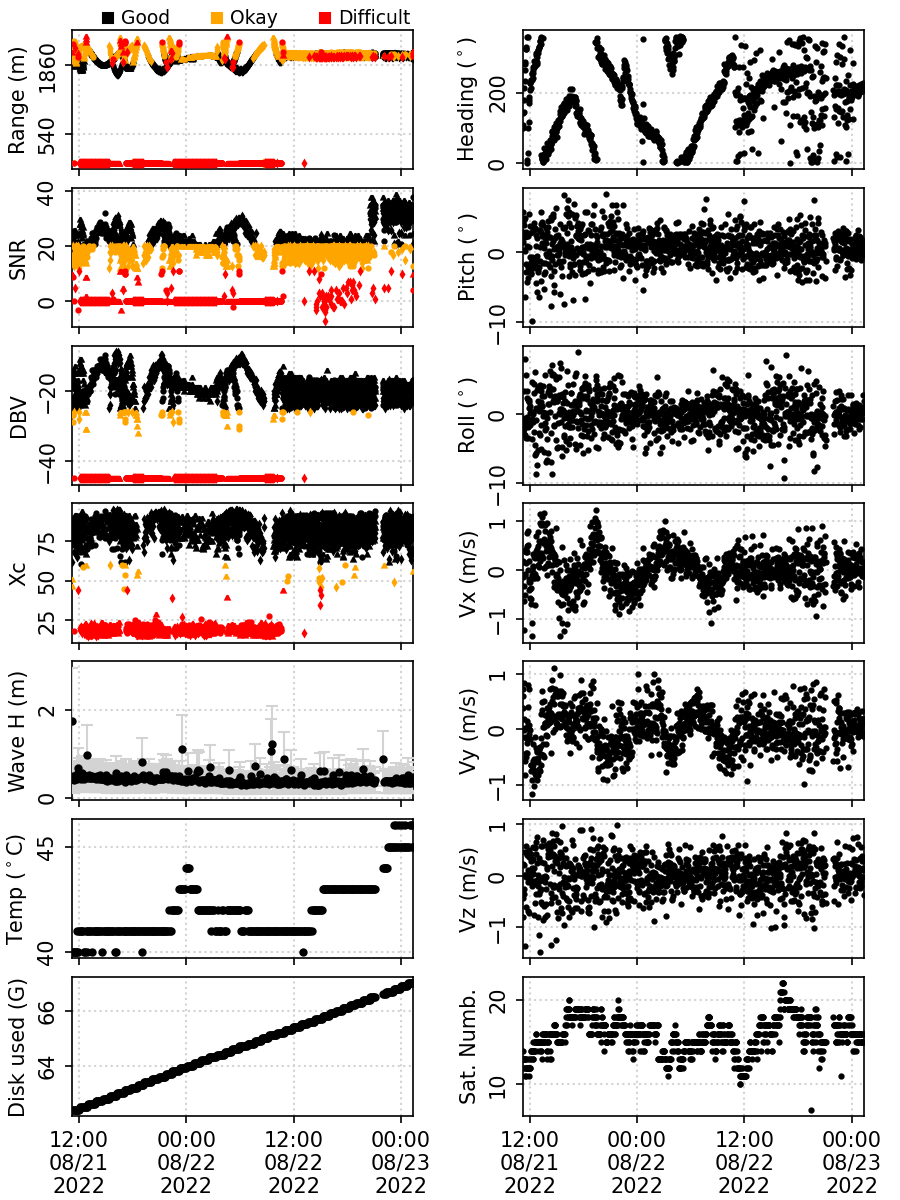 Good Okay Difficult
Range (m)
1860
540
Heading (°)
200
0
SNR
40
20
0
Pitch (°)
0
−10
DBV
−20
−40
Roll (°)
0
−10
Xc
75
50
25
Vx (m/s)
1
0
−1
Wave H (m)
2
0
Vy (m/s)
1
0
−1
Temp (°C)
45
40
Vz (m/s)
1
0
−1
Disk used (G)
66
64
Sat. Numb.
20
10
12:00 00:00 12:00 00:00
08/21 08/22 08/22 08/23
2022 2022 2022 2022
12:00 00:00 12:00 00:00
08/21 08/22 08/22 08/23
2022 2022 2022 2022